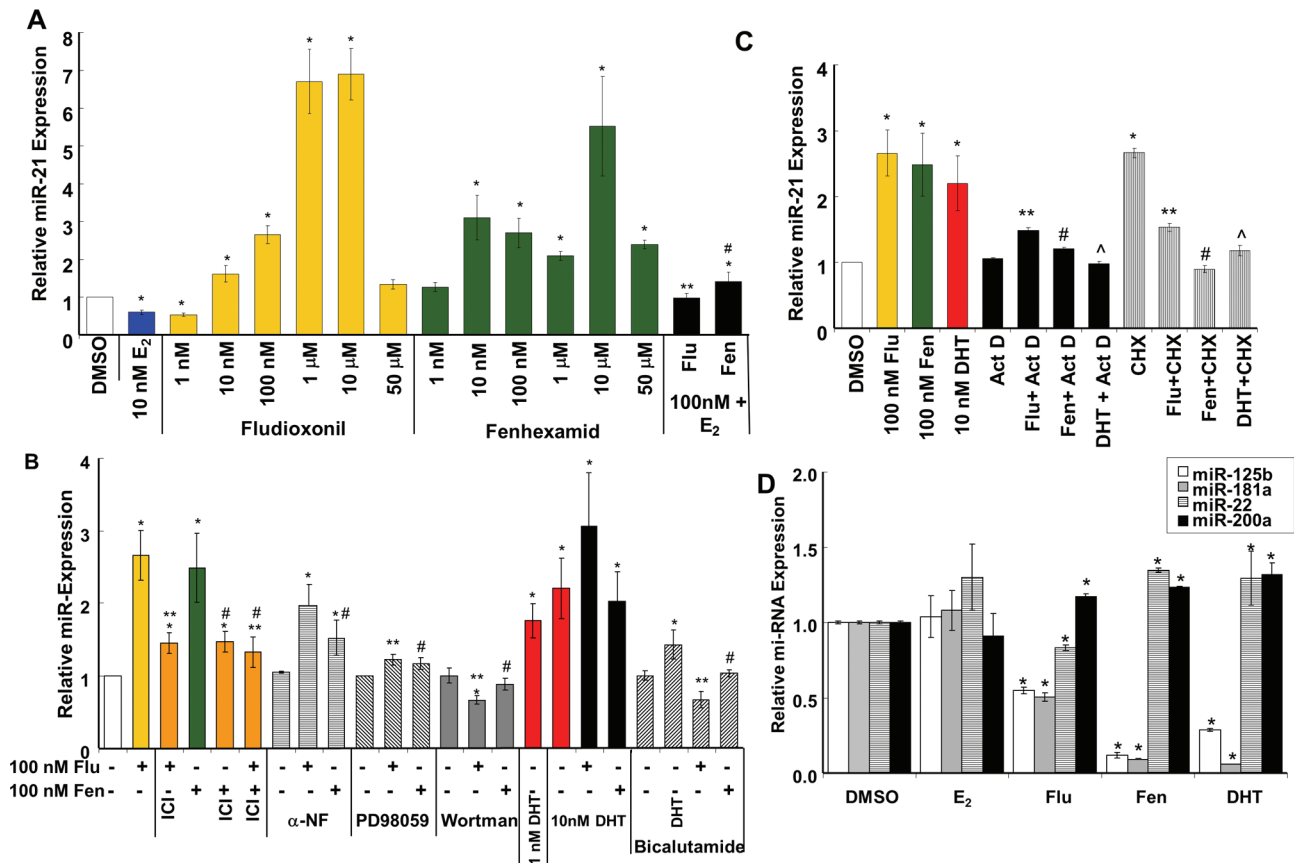 A
Relative miR-21 Expression
8
7
6
5
4
3
2
1
0
* * * * * * * * * * * ** # *
DMSO
10 nM E2
1 nM
10 nM
100 nM
1 μM
10 μM
50 μM
1 nM
10 nM
100 nM
1 μM
10 μM
50 μM
Flu
Fen
Fludioxonil
Fenhexamid
100nM +
E2
C
Relative miR-21 Expression
4
3
2
1
0
* * * ** # ^ * ** # ^
DMSO
100 nM Flu
100 nM Fen
10 nM DHT
Act D
Flu+ Act D
Fen+ Act D
DHT + Act D
CHX
Flu+CHX
Fen+CHX
DHT+CHX
B
Relative miR-Expression
4
3
2
1
0
* ** * * # * # ** * *# ** # ** * # * * * * * ** #
100 nM Flu - + + - - + - + - - + - - + - - - + - - - + -
100 nM Fen - - - + + + - - + - - + - - + - - - + - - - +
ICI
ICI
ICI
α-NF
PD98059
Wortman
1 nM DHT
10nM DHT
DHT
Bicalutamide
D
Relative mi-RNA Expression
2.0
1.5
1.0
0.5
0.0
miR-125b
miR-181a
miR-22
miR-200a
* * * * * * * * * * * *
DMSO
E2
Flu
Fen
DHT